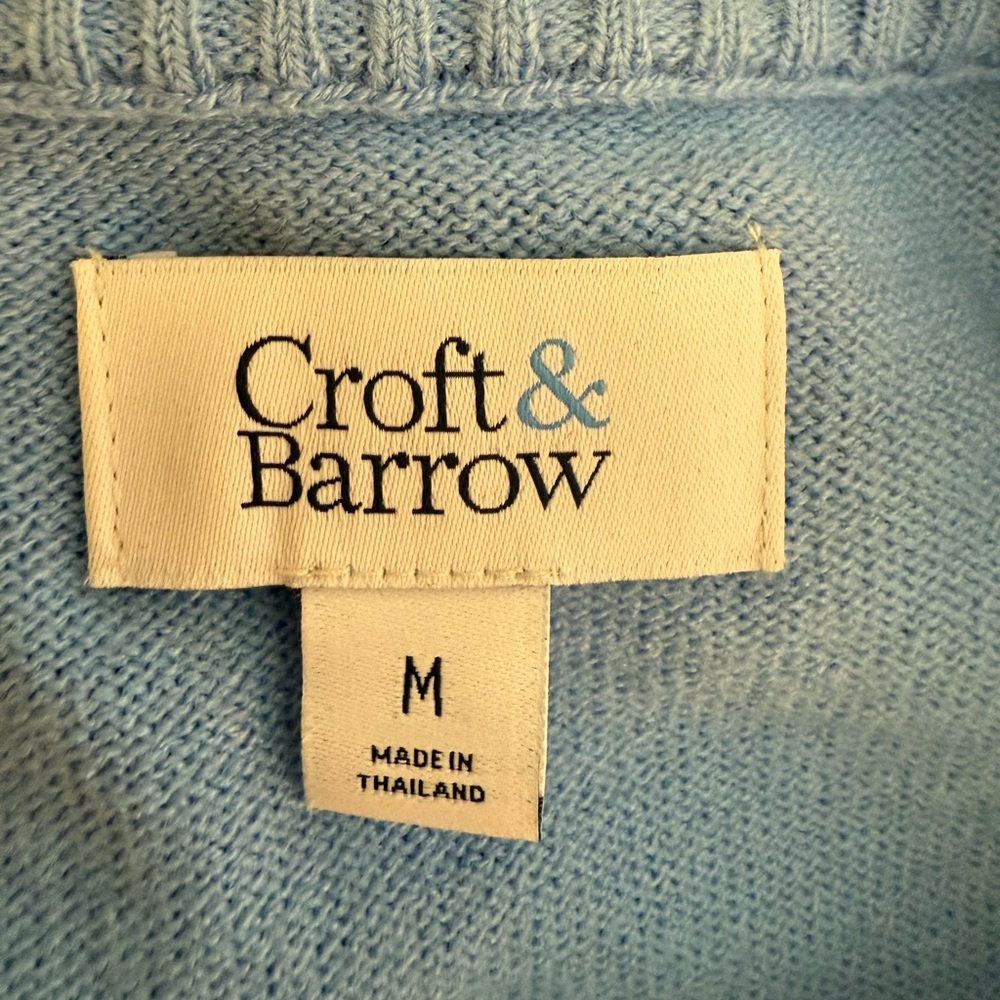 Croft &
Barrow
M
MADE IN
THAILAND